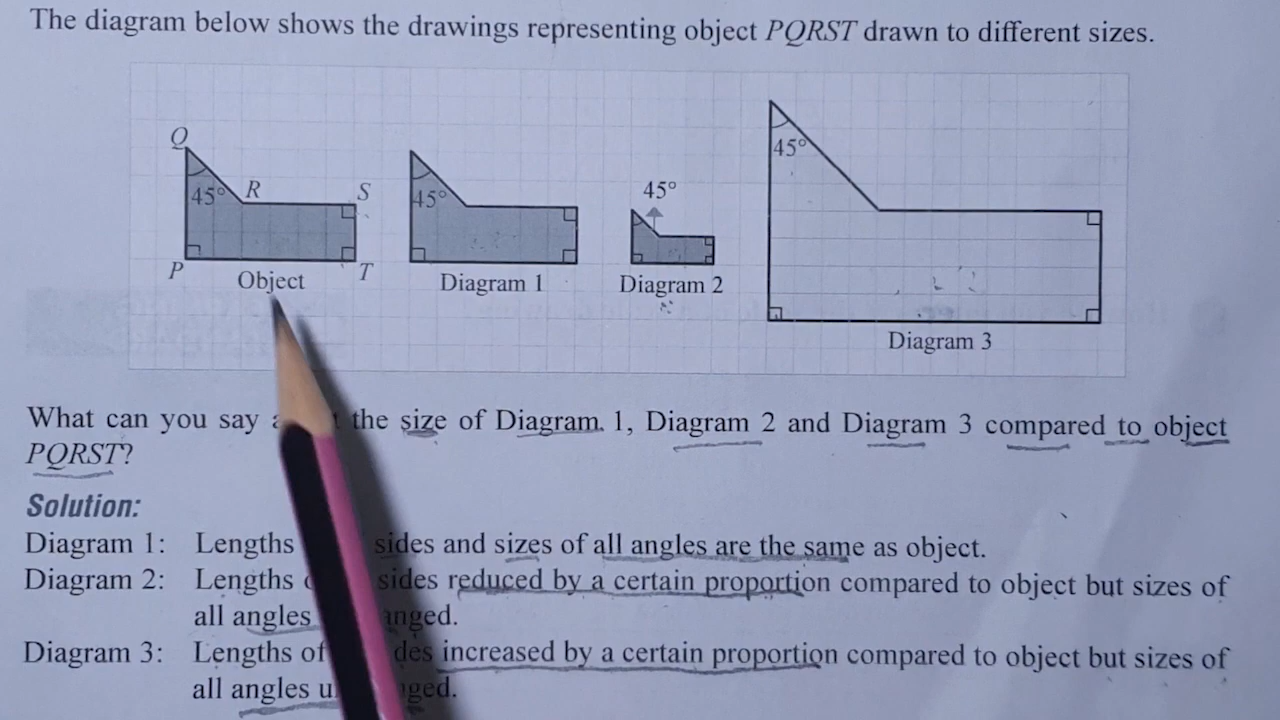 The diagram below shows the drawings representing object PQRST drawn to different sizes.
Q
45°
R
S
P
T
Object
45°
Diagram 1
45°
Diagram 2
45°
Diagram 3
What can you say the size of Diagram 1, Diagram 2 and Diagram 3 compared to object
PQRST?
Solution:
Diagram 1: Lengths sides and sizes of all angles are the same as object.
Diagram 2: Lengths sides reduced by a certain proportion compared to object but sizes of
all angles
Diagram 3: Lengths of increased by a certain proportion compared to object but sizes of
all angles